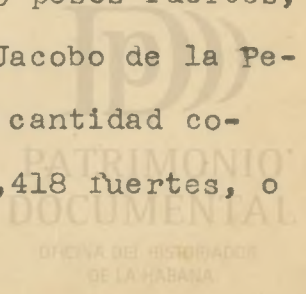 y pesos fuertes,
Jacobo de la Pe-
cantidad co-
,418 fuertes, o
PATRIMONIO
DOCUMENTAL
OFICINA DEL HISTORIADOR
DE LA HABANA